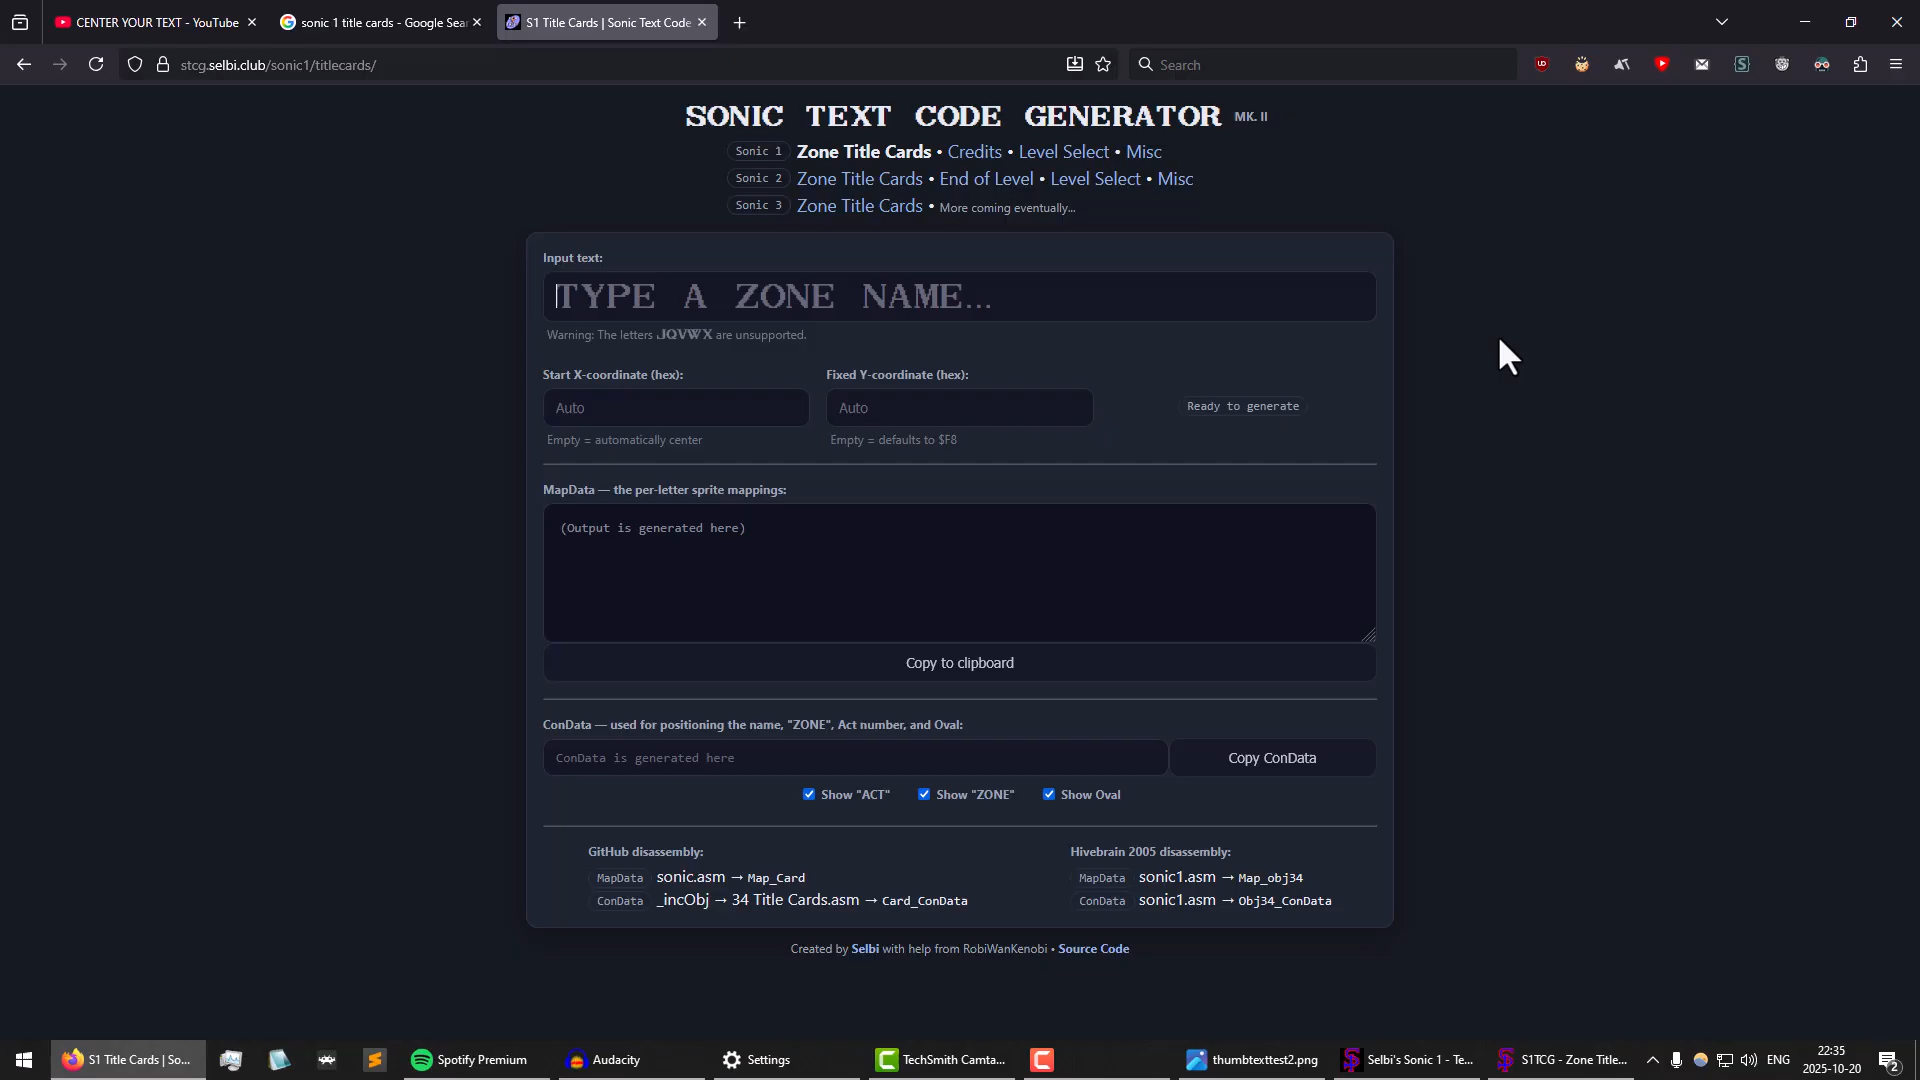 CENTER YOUR TEXT - YouTube
sonic 1 title cards - Google Sea
S1 Title Cards | Sonic Text Code
stcg.selbi.club/sonic1/titlecards/
Search
SONIC TEXT CODE GENERATOR MK. II
Sonic 1 Zone Title Cards • Credits • Level Select • Misc
Sonic 2 Zone Title Cards • End of Level • Level Select • Misc
Sonic 3 Zone Title Cards • More coming eventually...
Input text:
TYPE A ZONE NAME...
Warning: The letters JQVWX are unsupported.
Start X-coordinate (hex):
Fixed Y-coordinate (hex):
Auto
Auto
Ready to generate
Empty = automatically center
Empty = defaults to $F8
MapData — the per-letter sprite mappings:
(Output is generated here)
Copy to clipboard
ConData — used for positioning the name, "ZONE", Act number, and Oval:
ConData is generated here
Copy ConData
Show "ACT"
Show "ZONE"
Show Oval
GitHub disassembly:
MapData sonic.asm → Map_Card
ConData _incObj → 34 Title Cards.asm → Card_ConData
Hivebrain 2005 disassembly:
MapData sonic1.asm → Map_obj34
ConData sonic1.asm → Obj34_ConData
Created by Selbi with help from RobiWanKenobi • Source Code
S1 Title Cards | So...
Spotify Premium
Audacity
Settings
TechSmith Camta...
thumbtexttest2.png
Selbi's Sonic 1 - Te...
S1TCG - Zone Title...
ENG
22:35
2025-10-20
2